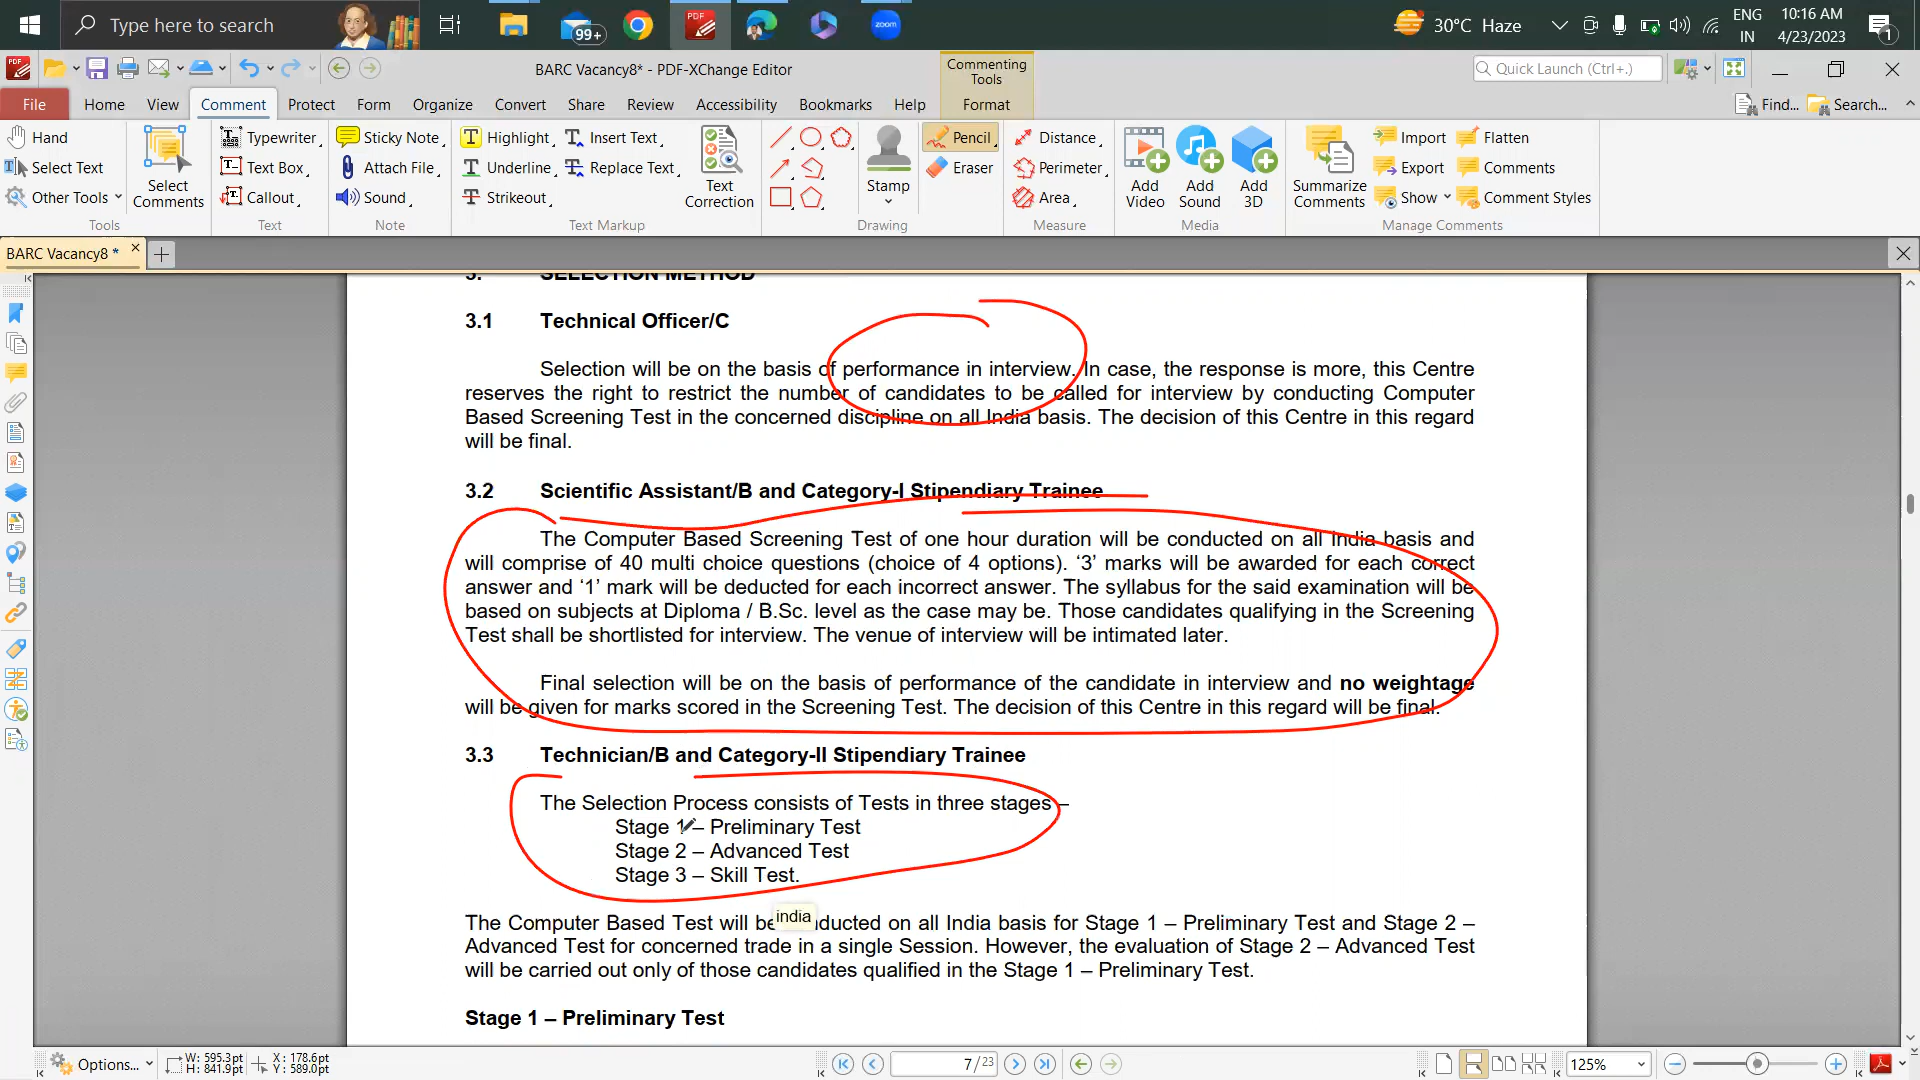 Type here to search
99+
zoom
30°C Haze
ENG
IN
10:16 AM
4/23/2023
1
BARC Vacancy8* - PDF-XChange Editor
Commenting
Tools
Quick Launch (Ctrl+.)
File
Home
View
Comment
Protect
Form
Organize
Convert
Share
Review
Accessibility
Bookmarks
Help
Format
Find...
Search...
Hand
Select Text
Other Tools
Select
Comments
Tools
Typewriter
Text Box
Callout
Text
Sticky Note
Attach File
Sound
Note
Highlight
Underline
Strikeout
Insert Text
Replace Text
Text
Correction
Text Markup
Stamp
Pencil
Eraser
Drawing
Distance
Perimeter
Area
Measure
Add
Video
Add
Sound
Add
3D
Media
Summarize
Comments
Import
Export
Show
Flatten
Comments
Comment Styles
Manage Comments
BARC Vacancy8 *
3. SELECTION METHOD
3.1 Technical Officer/C
Selection will be on the basis of performance in interview. In case, the response is more, this Centre
reserves the right to restrict the number of candidates to be called for interview by conducting Computer
Based Screening Test in the concerned discipline on all India basis. The decision of this Centre in this regard
will be final.
3.2 Scientific Assistant/B and Category-I Stipendiary Trainee
The Computer Based Screening Test of one hour duration will be conducted on all India basis and
will comprise of 40 multi choice questions (choice of 4 options). ‘3’ marks will be awarded for each correct
answer and ‘1’ mark will be deducted for each incorrect answer. The syllabus for the said examination will be
based on subjects at Diploma / B.Sc. level as the case may be. Those candidates qualifying in the Screening
Test shall be shortlisted for interview. The venue of interview will be intimated later.
Final selection will be on the basis of performance of the candidate in interview and no weightage
will be given for marks scored in the Screening Test. The decision of this Centre in this regard will be final.
3.3 Technician/B and Category-II Stipendiary Trainee
The Selection Process consists of Tests in three stages –
Stage 1 – Preliminary Test
Stage 2 – Advanced Test
Stage 3 – Skill Test.
india
The Computer Based Test will be conducted on all India basis for Stage 1 – Preliminary Test and Stage 2 –
Advanced Test for concerned trade in a single Session. However, the evaluation of Stage 2 – Advanced Test
will be carried out only of those candidates qualified in the Stage 1 – Preliminary Test.
Stage 1 – Preliminary Test
Options...
W: 595.3pt
H: 841.9pt
X: 178.6pt
Y: 589.0pt
7 / 23
125%